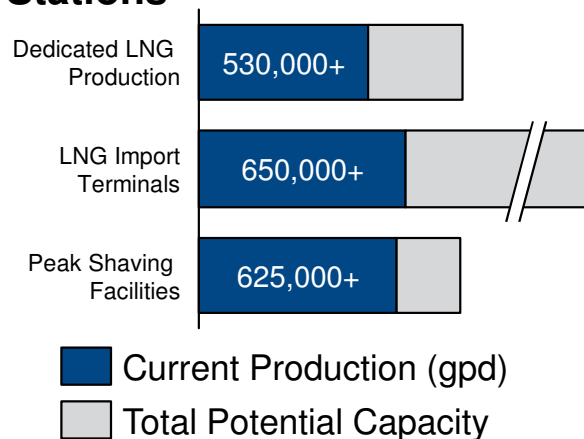 Stations
Dedicated LNG
Production
530,000+
LNG Import
Terminals
650,000+
Peak Shaving
Facilities
625,000+
Current Production (gpd)
Total Potential Capacity